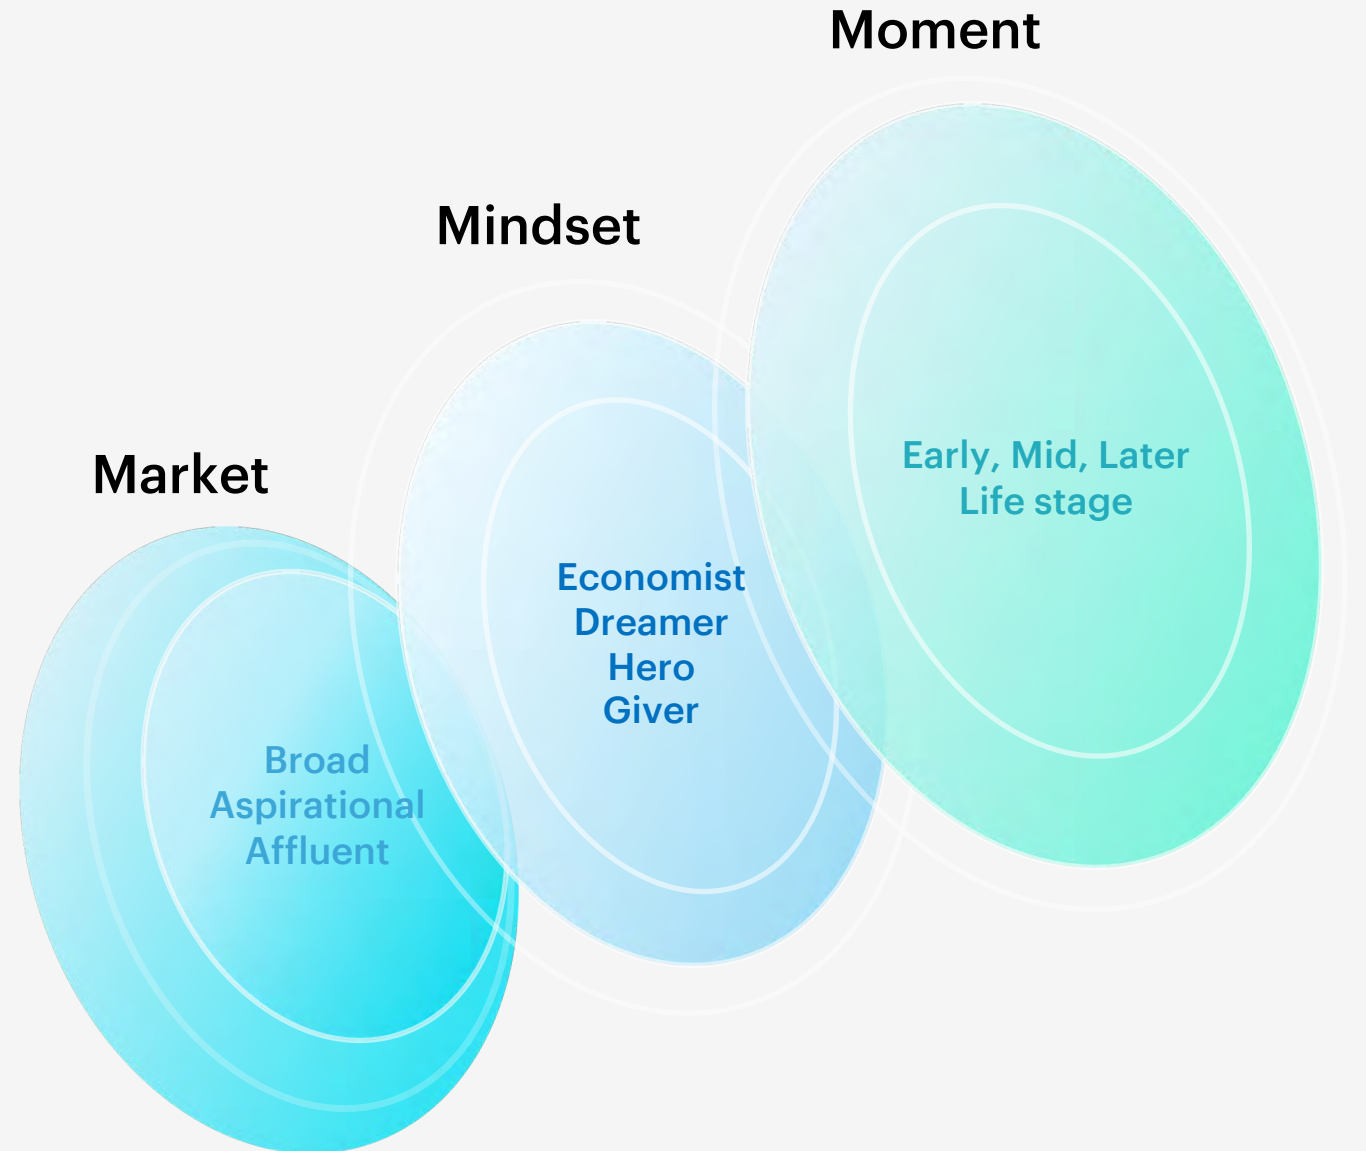 Moment
Mindset
Market
Early, Mid, Later
Life stage
Economist
Dreamer
Hero
Giver
Broad
Aspirational
Affluent